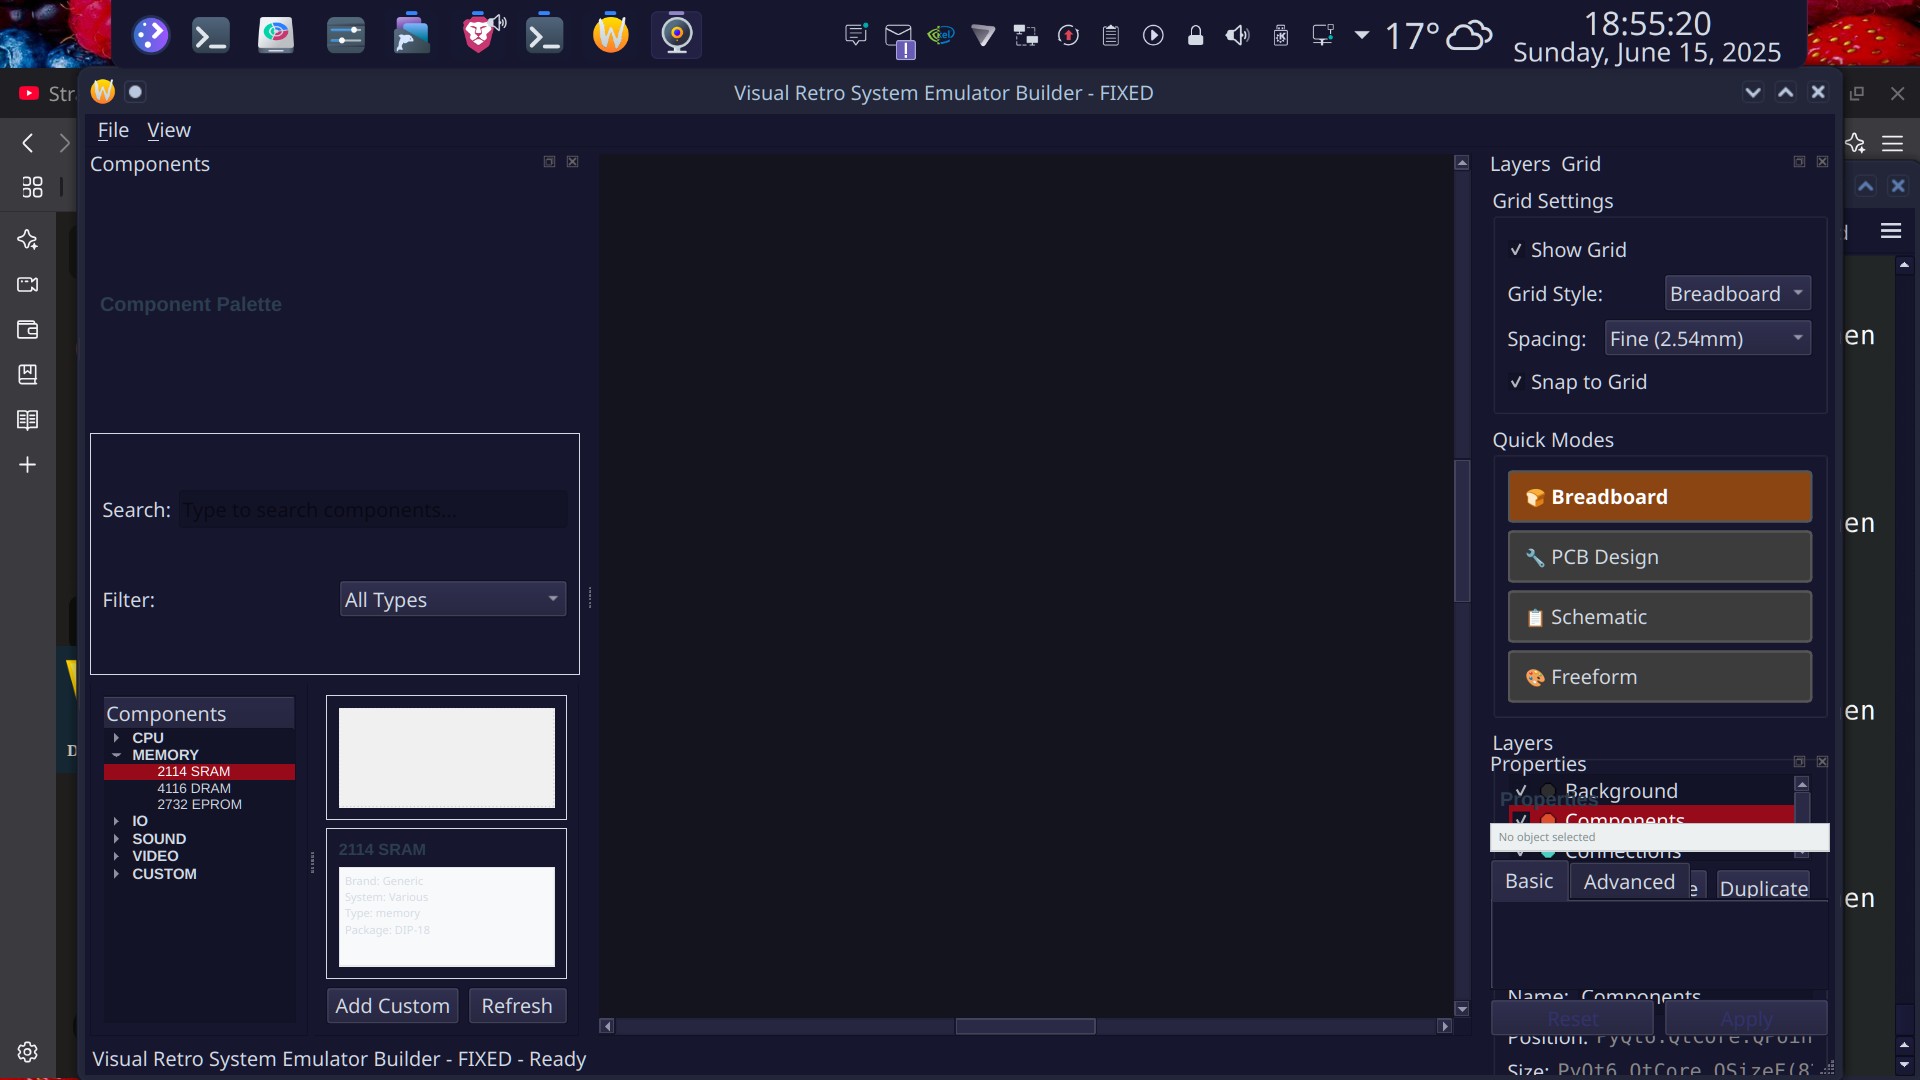 17°
18:55:20
Sunday, June 15, 2025
Visual Retro System Emulator Builder - FIXED
File View
Components
Component Palette
Search: Type to search components...
Filter: All Types
Components
CPU
MEMORY
2114 SRAM
4116 DRAM
2732 EPROM
IO
SOUND
VIDEO
CUSTOM
2114 SRAM
Brand: Generic
System: Various
Type: memory
Package: DIP-18
Add Custom
Refresh
Layers Grid
Grid Settings
Show Grid
Grid Style: Breadboard
Spacing: Fine (2.54mm)
Snap to Grid
Quick Modes
Breadboard
PCB Design
Schematic
Freeform
Layers
Properties
Background
Properties
Components
No object selected
Connections
Basic
Advanced
Duplicate
Name: Components
Reset
Apply
Position: PyQt6.QtCore.QPoin
Size: PyQt6.QtCore.QSizeF(8
Visual Retro System Emulator Builder - FIXED - Ready
Str
en
en
en
en